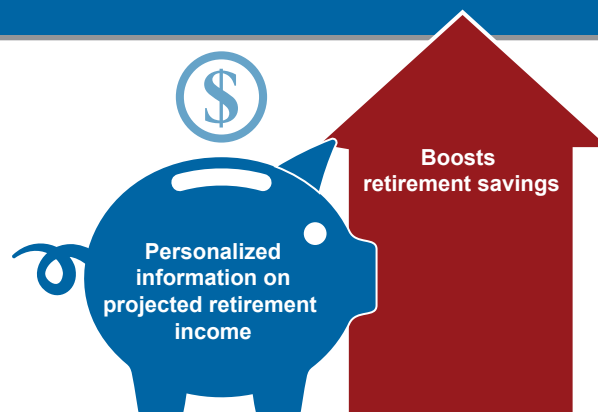 $
Boosts
retirement savings
Personalized
information on
projected retirement
income